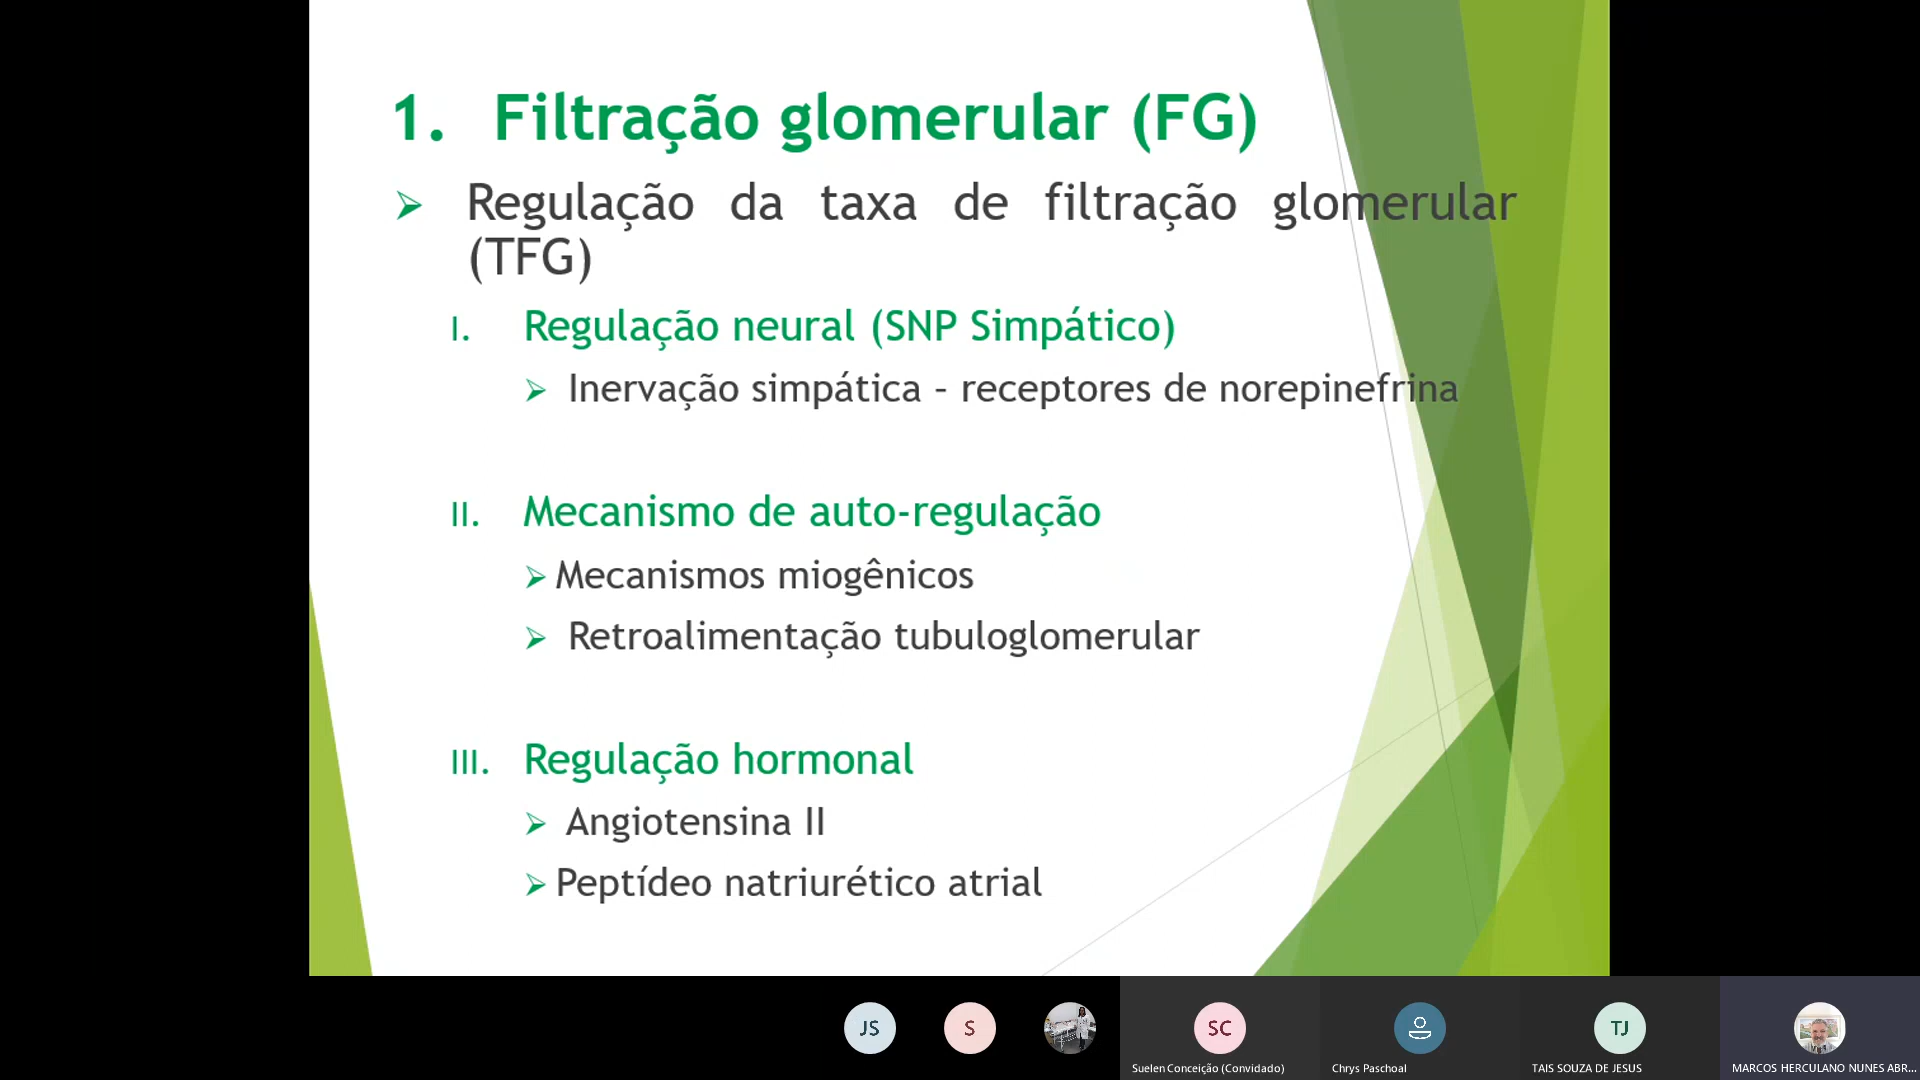 1. Filtração glomerular (FG)
➢ Regulação da taxa de filtração glomerular
(TFG)
I. Regulação neural (SNP Simpático)
➢ Inervação simpática – receptores de norepinefrina
II. Mecanismo de auto-regulação
➢ Mecanismos miogênicos
➢ Retroalimentação tubuloglomerular
III. Regulação hormonal
➢ Angiotensina II
➢ Peptídeo natriurético atrial
JS
S
SC
TJ
Suelen Conceição (Convidado)
Chrys Paschoal
TAIS SOUZA DE JESUS
MARCOS HERCULANO NUNES ABR...